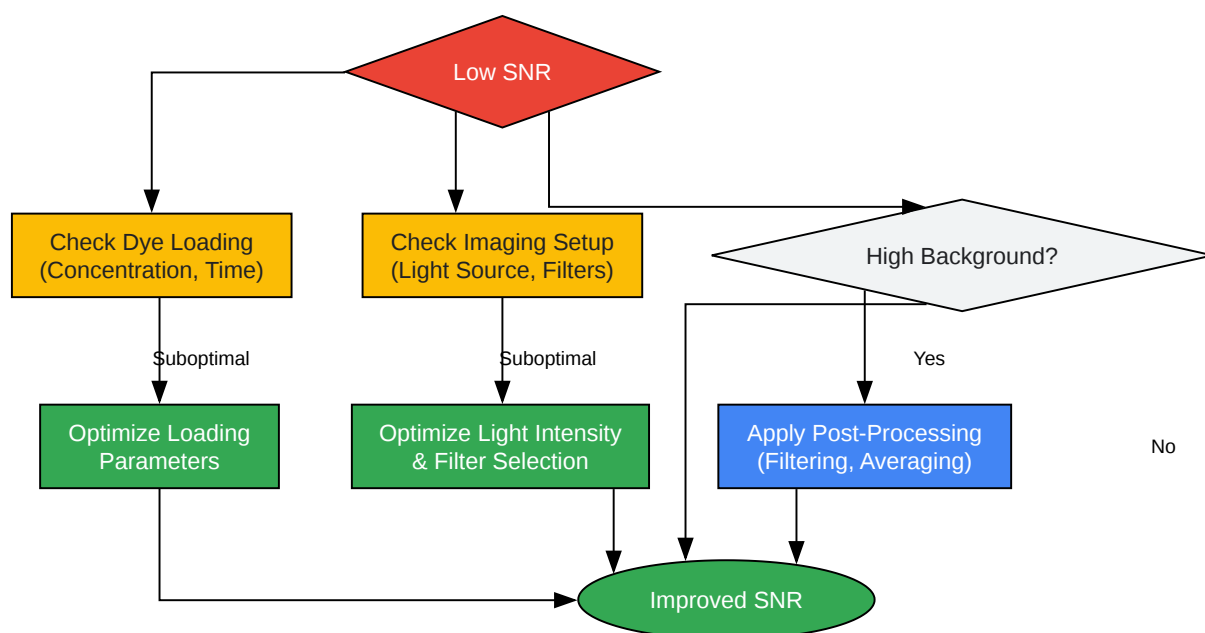 Low SNR
Check Dye Loading
(Concentration, Time)
Check Imaging Setup
(Light Source, Filters)
High Background?
Suboptimal
Suboptimal
Yes
Optimize Loading
Parameters
Optimize Light Intensity
& Filter Selection
Apply Post-Processing
(Filtering, Averaging)
No
Improved SNR